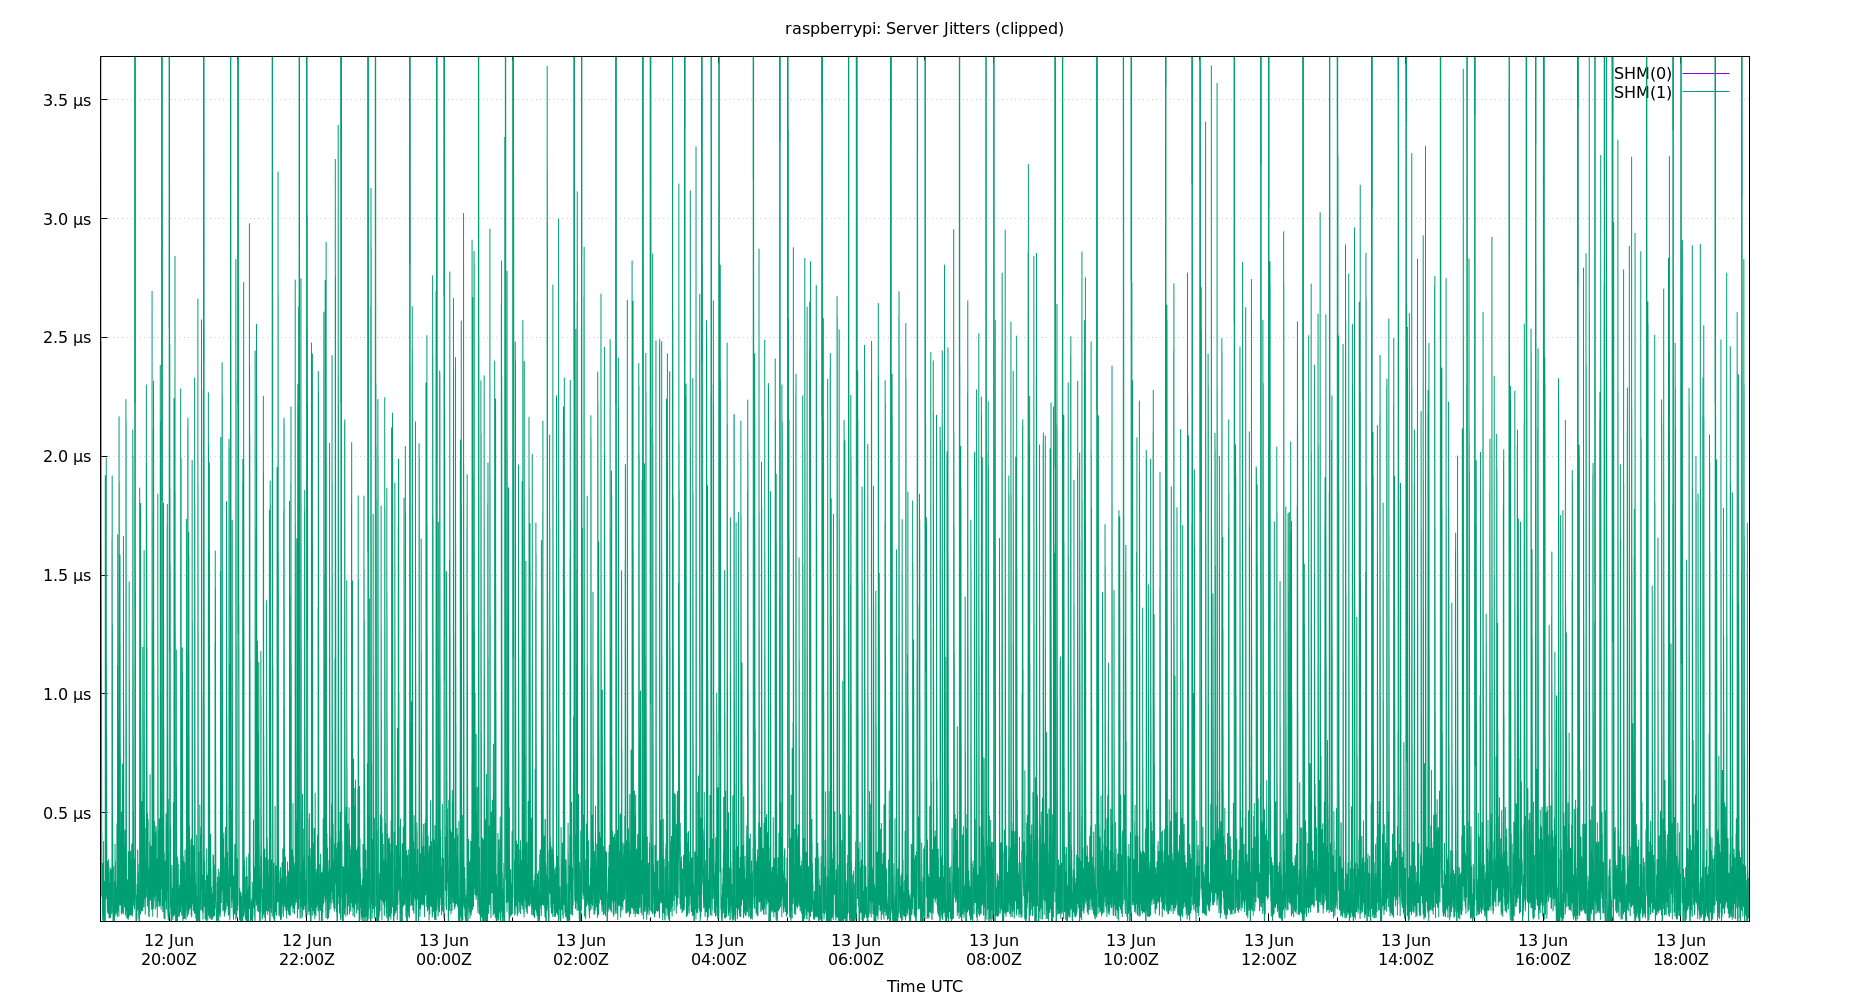 raspberrypi: Server Jitters (clipped)
SHM(0)
SHM(1)
3.5 µs
3.0 µs
2.5 µs
2.0 µs
1.5 µs
1.0 µs
0.5 µs
12 Jun 12 Jun 13 Jun 13 Jun 13 Jun 13 Jun 13 Jun 13 Jun 13 Jun 13 Jun 13 Jun 13 Jun
20:00Z 22:00Z 00:00Z 02:00Z 04:00Z 06:00Z 08:00Z 10:00Z 12:00Z 14:00Z 16:00Z 18:00Z
Time UTC